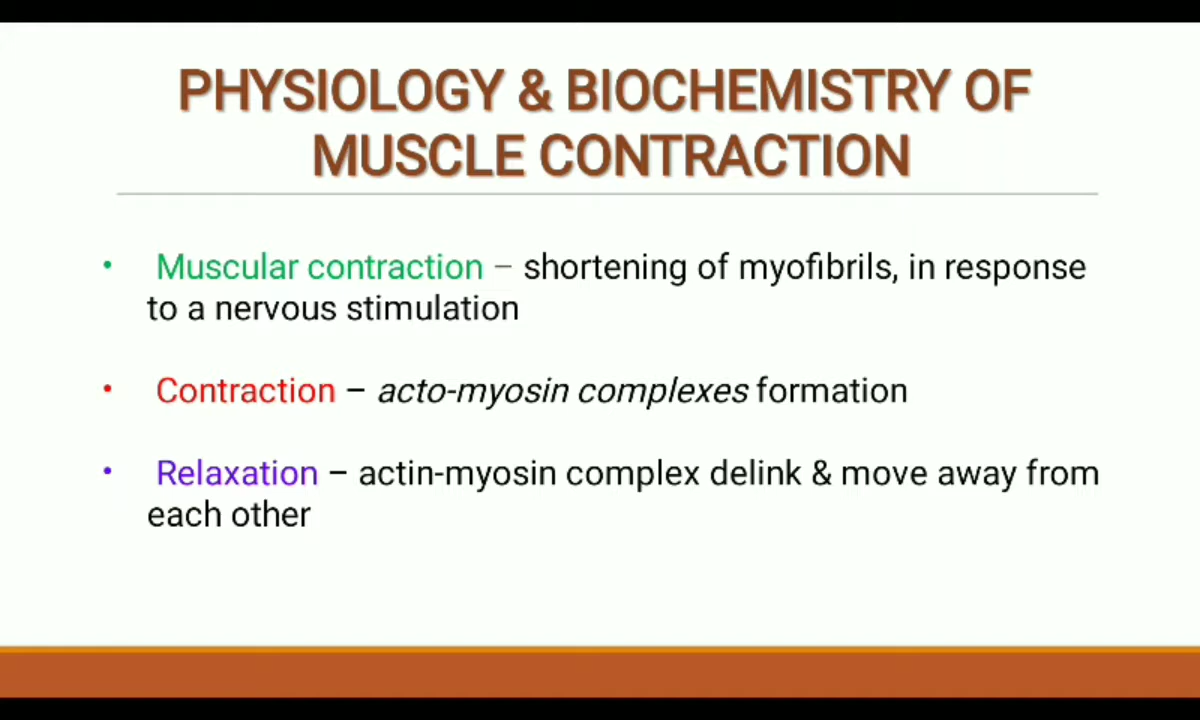 PHYSIOLOGY & BIOCHEMISTRY OF
MUSCLE CONTRACTION
• Muscular contraction – shortening of myofibrils, in response
to a nervous stimulation
• Contraction – acto-myosin complexes formation
• Relaxation – actin-myosin complex delink & move away from
each other